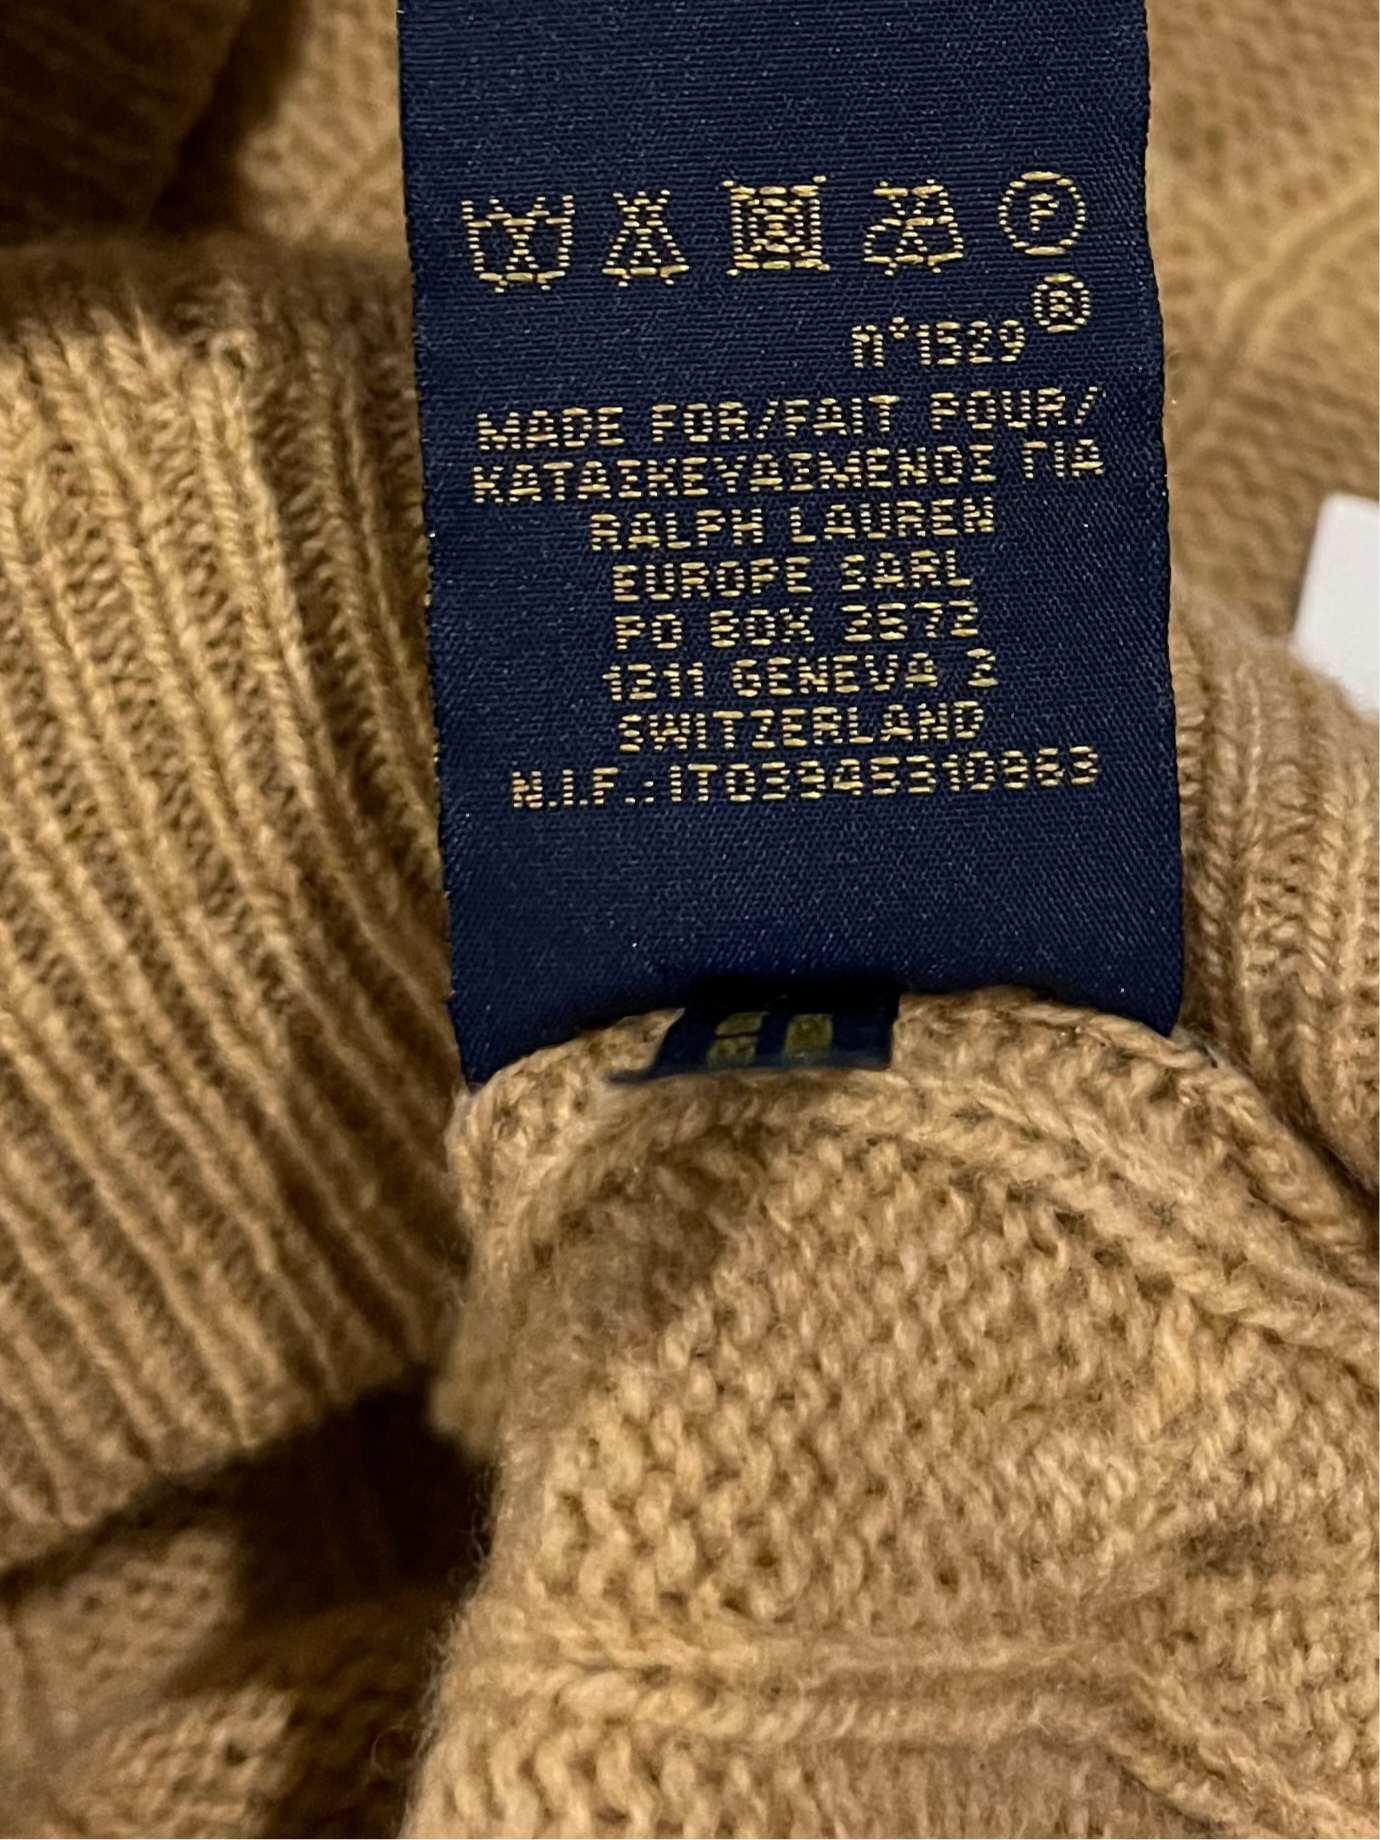 P
®
n°1529
MADE FOR/FAIT POUR/
ΚΑΤΑΣΚΕΥΑΣΜΕΝΟΣ ΓΙΑ
RALPH LAUREN
EUROPE SARL
PO BOX 2572
1211 GENEVA 2
SWITZERLAND
N.I.F.:IT03945310963